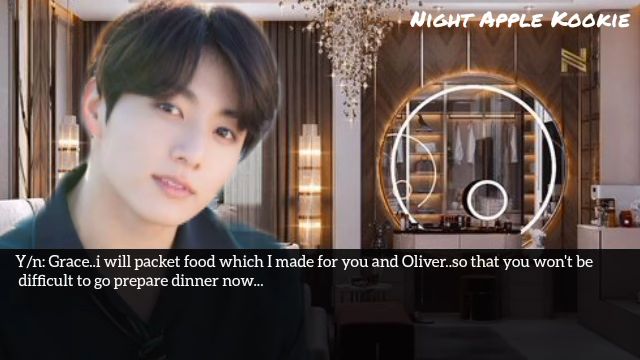 Night Apple Kookie
N
Y/n: Grace..i will packet food which I made for you and Oliver..so that you won't be
difficult to go prepare dinner now...